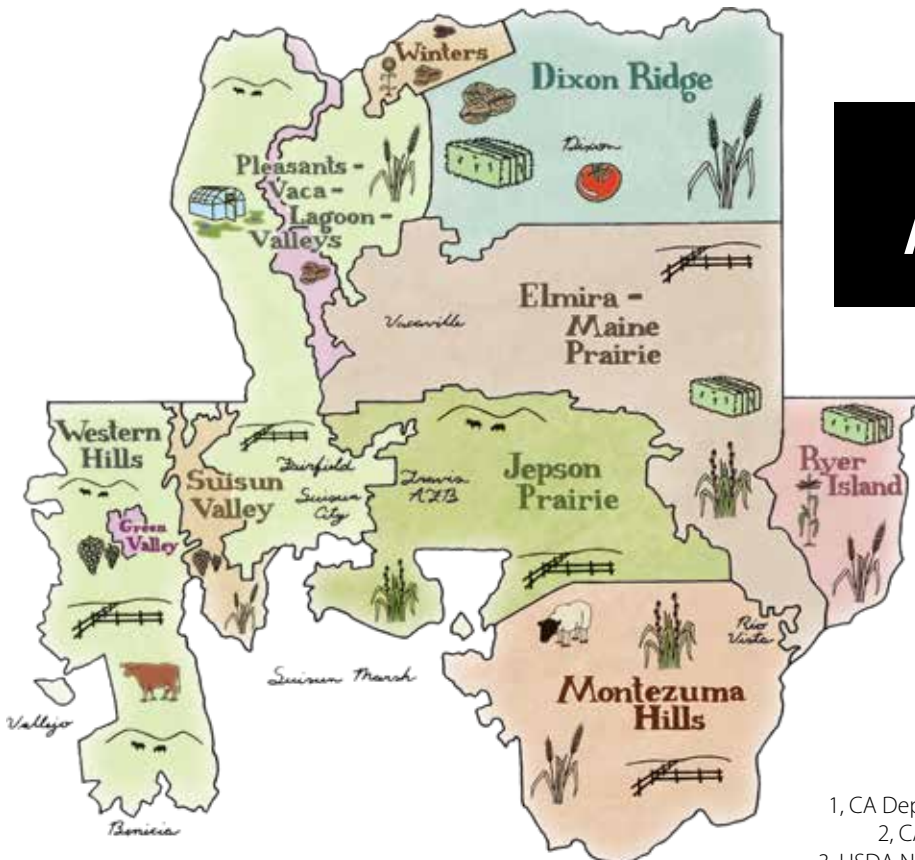 Winters
Dixon Ridge
Dixon
Pleasants -
Vaca -
Lagoon -
Valleys
Elmira -
Maine
Prairie
Vacaville
Western
Hills
Suisun
Valley
Fairfield
Suisun
City
Travis
AFB
Jepson
Prairie
Ryer
Island
Green
Valley
Rio
Vista
Suisun Marsh
Montezuma
Hills
Vallejo
Benicia
1, CA Dep
2, CA